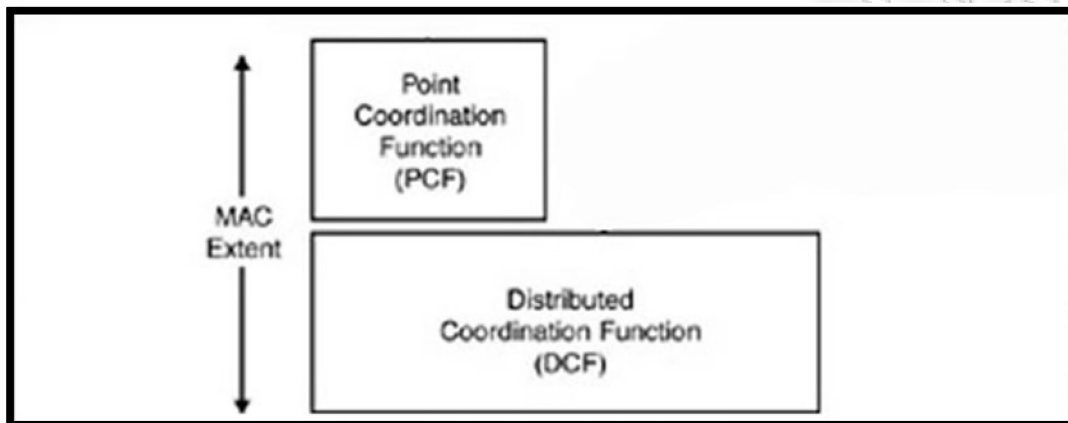 Point
Coordination
Function
(PCF)
MAC
Extent
Distributed
Coordination Function
(DCF)